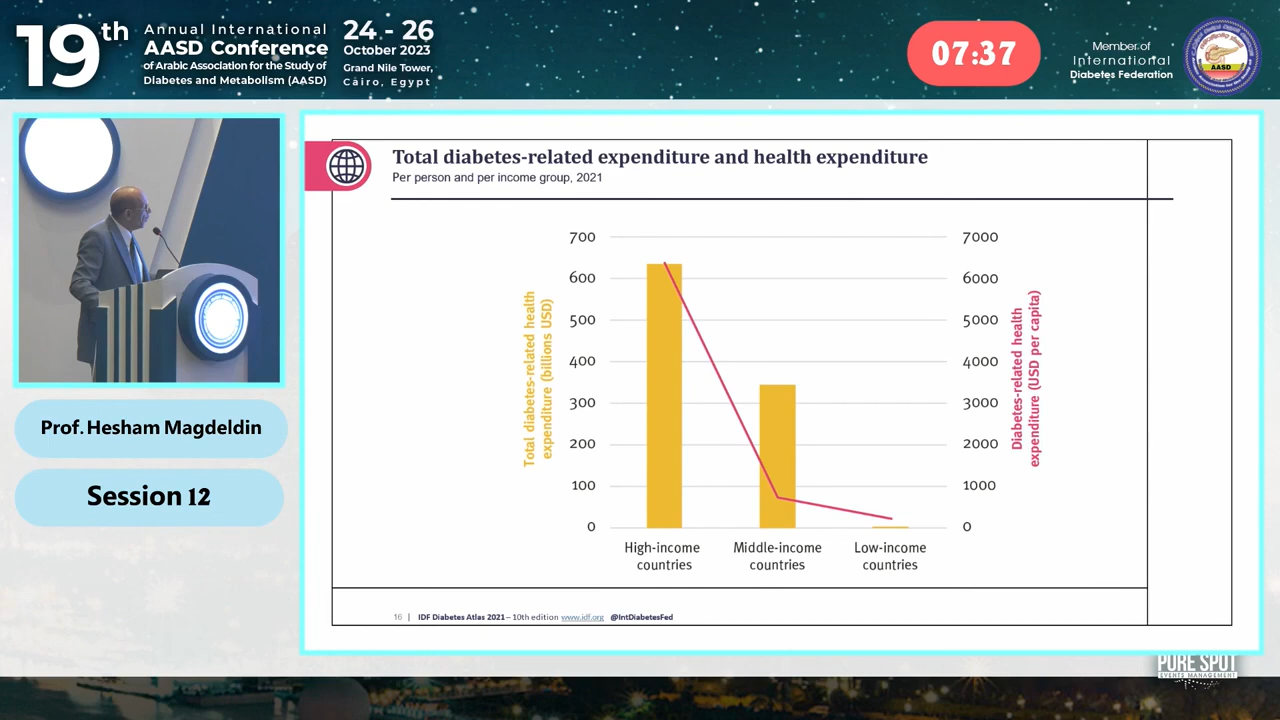 19th
Annual International
AASD Conference
of Arabic Association for the Study of
Diabetes and Metabolism (AASD)
24 - 26
October 2023
Grand Nile Tower,
Cairo, Egypt
07:37
Member of
International
Diabetes Federation
AASD
Total diabetes-related expenditure and health expenditure
Per person and per income group, 2021
Total diabetes-related health
expenditure (billions USD)
700
600
500
400
300
200
100
0
7000
6000
5000
4000
3000
2000
1000
0
Diabetes-related health
expenditure (USD per capita)
High-income
countries
Middle-income
countries
Low-income
countries
16 | IDF Diabetes Atlas 2021 – 10th edition www.idf.org @IntDiabetesFed
Prof. Hesham Magdeldin
Session 12
PURE SPOT
EVENTS MANAGEMENT